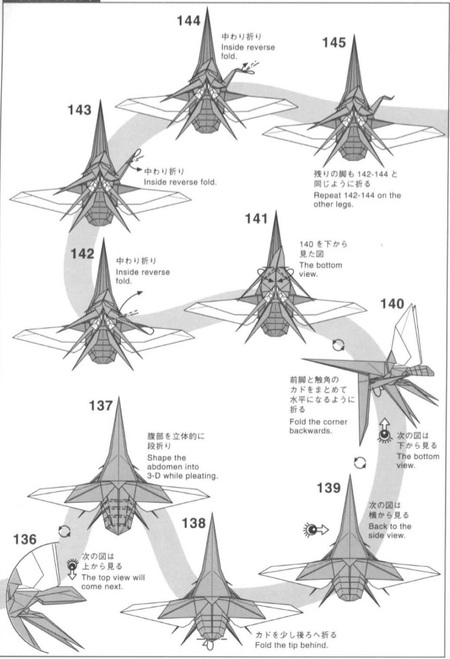 136
次の図は
上から見る
The top view will
come next.
137
腹部を立体的に
段折り
Shape the
abdomen into
3-D while pleating.
138
カドを少し後ろへ折る
Fold the tip behind.
139
次の図は
横から見る
Back to the
side view.
140
前脚と触角の
カドをまとめて
水平になるように
折る
Fold the corner
backwards.
次の図は
下から見る
The bottom
view.
141
140 を下から
見た図
The bottom
view.
142
中わり折り
Inside reverse
fold.
143
中わり折り
Inside reverse fold.
144
中わり折り
Inside reverse
fold.
145
残りの脚も 142-144 と
同じように折る
Repeat 142-144 on the
other legs.